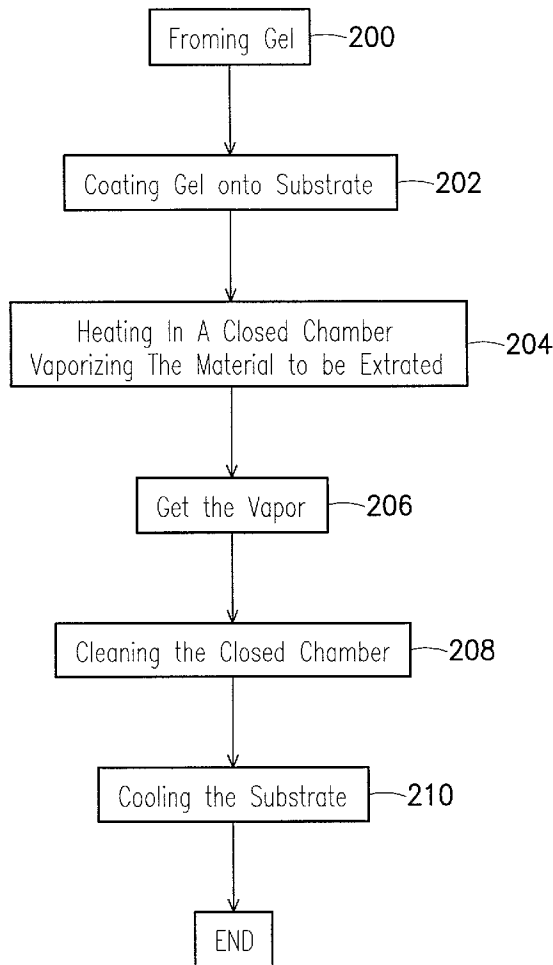 Froming Gel 200
Coating Gel onto Substrate 202
Heating In A Closed Chamber
Vaporizing The Material to be Extrated 204
Get the Vapor 206
Cleaning the Closed Chamber 208
Cooling the Substrate 210
END